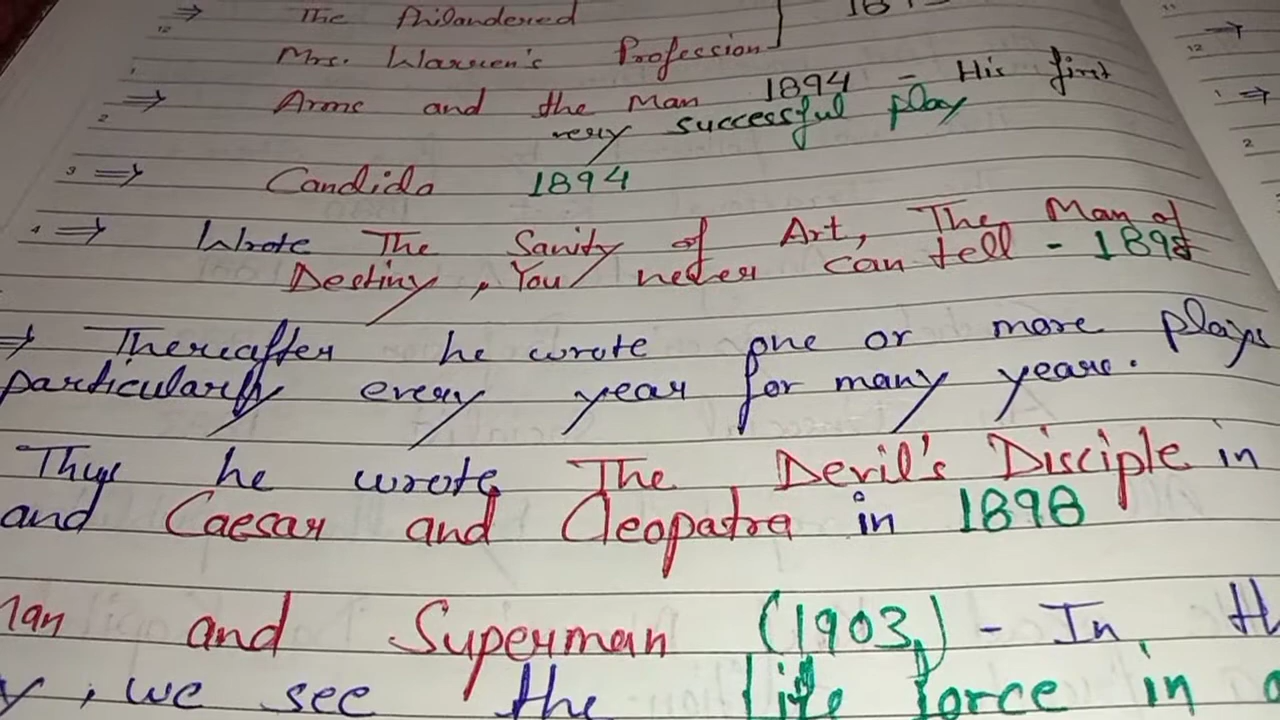 ⇒ The Philandered
Mrs. Warren's Profession
⇒ Arms and the Man 1894 - His first
very successful play
⇒ Candida 1894
⇒ Wrote The Sanity of Art, The Man of
Destiny, You never can tell - 1898
⇒ Thereafter he wrote one or more plays
particularly every year for many years.
Thus he wrote The Devil's Disciple in
and Caesar and Cleopatra in 1898
and Superman (1903) - In
, we see the life force in